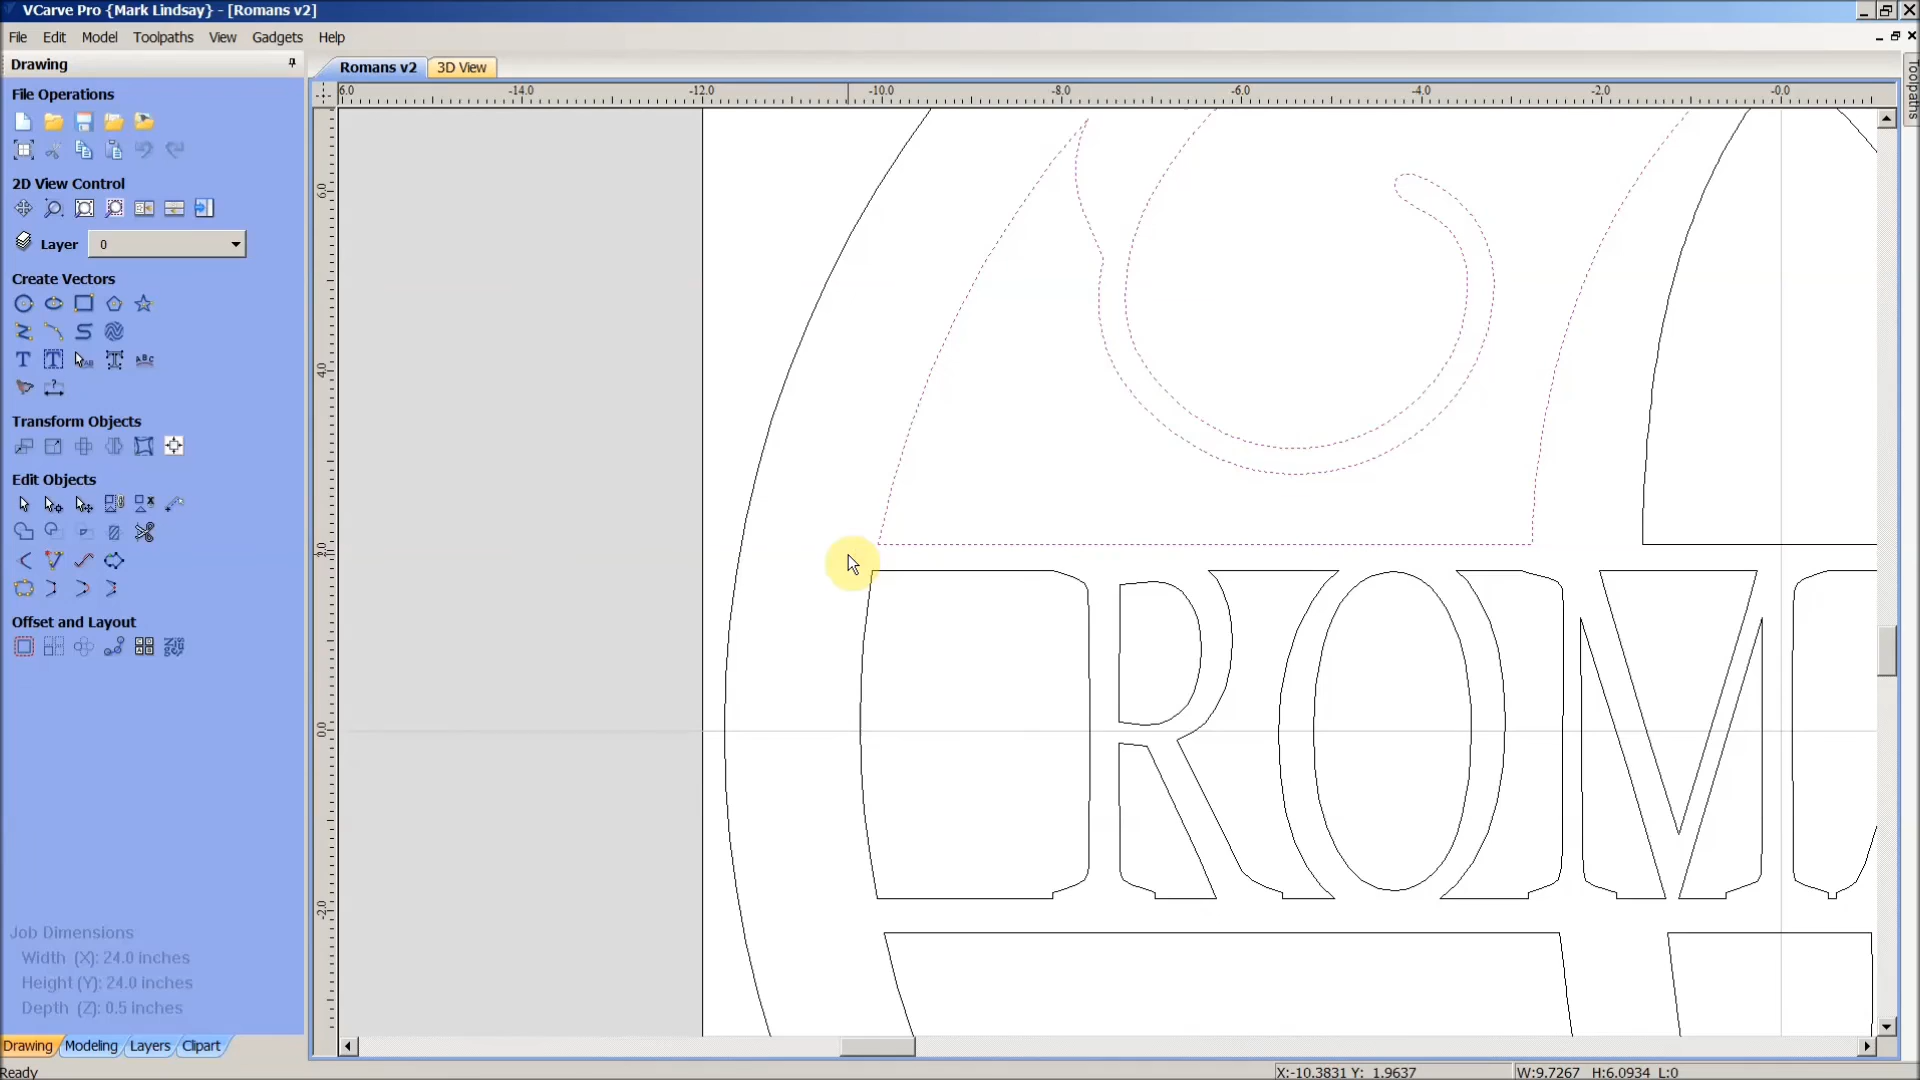 VCarve Pro {Mark Lindsay} - [Romans v2]
File Edit Model Toolpaths View Gadgets Help
Drawing
Romans v2 3D View
Toolpaths
File Operations
6.0 -14.0 -12.0 -10.0 -8.0 -6.0 -4.0 -2.0 -0.0
2D View Control
6.0
Layer 0
Create Vectors
4.0
Transform Objects
Edit Objects
2.0
Offset and Layout
0.0
ROM
-2.0
Job Dimensions
Width (X): 24.0 inches
Height (Y): 24.0 inches
Depth (Z): 0.5 inches
Drawing Modeling Layers Clipart
Ready X:-10.3831 Y: 1.9637 W:9.7267 H:6.0934 L:0